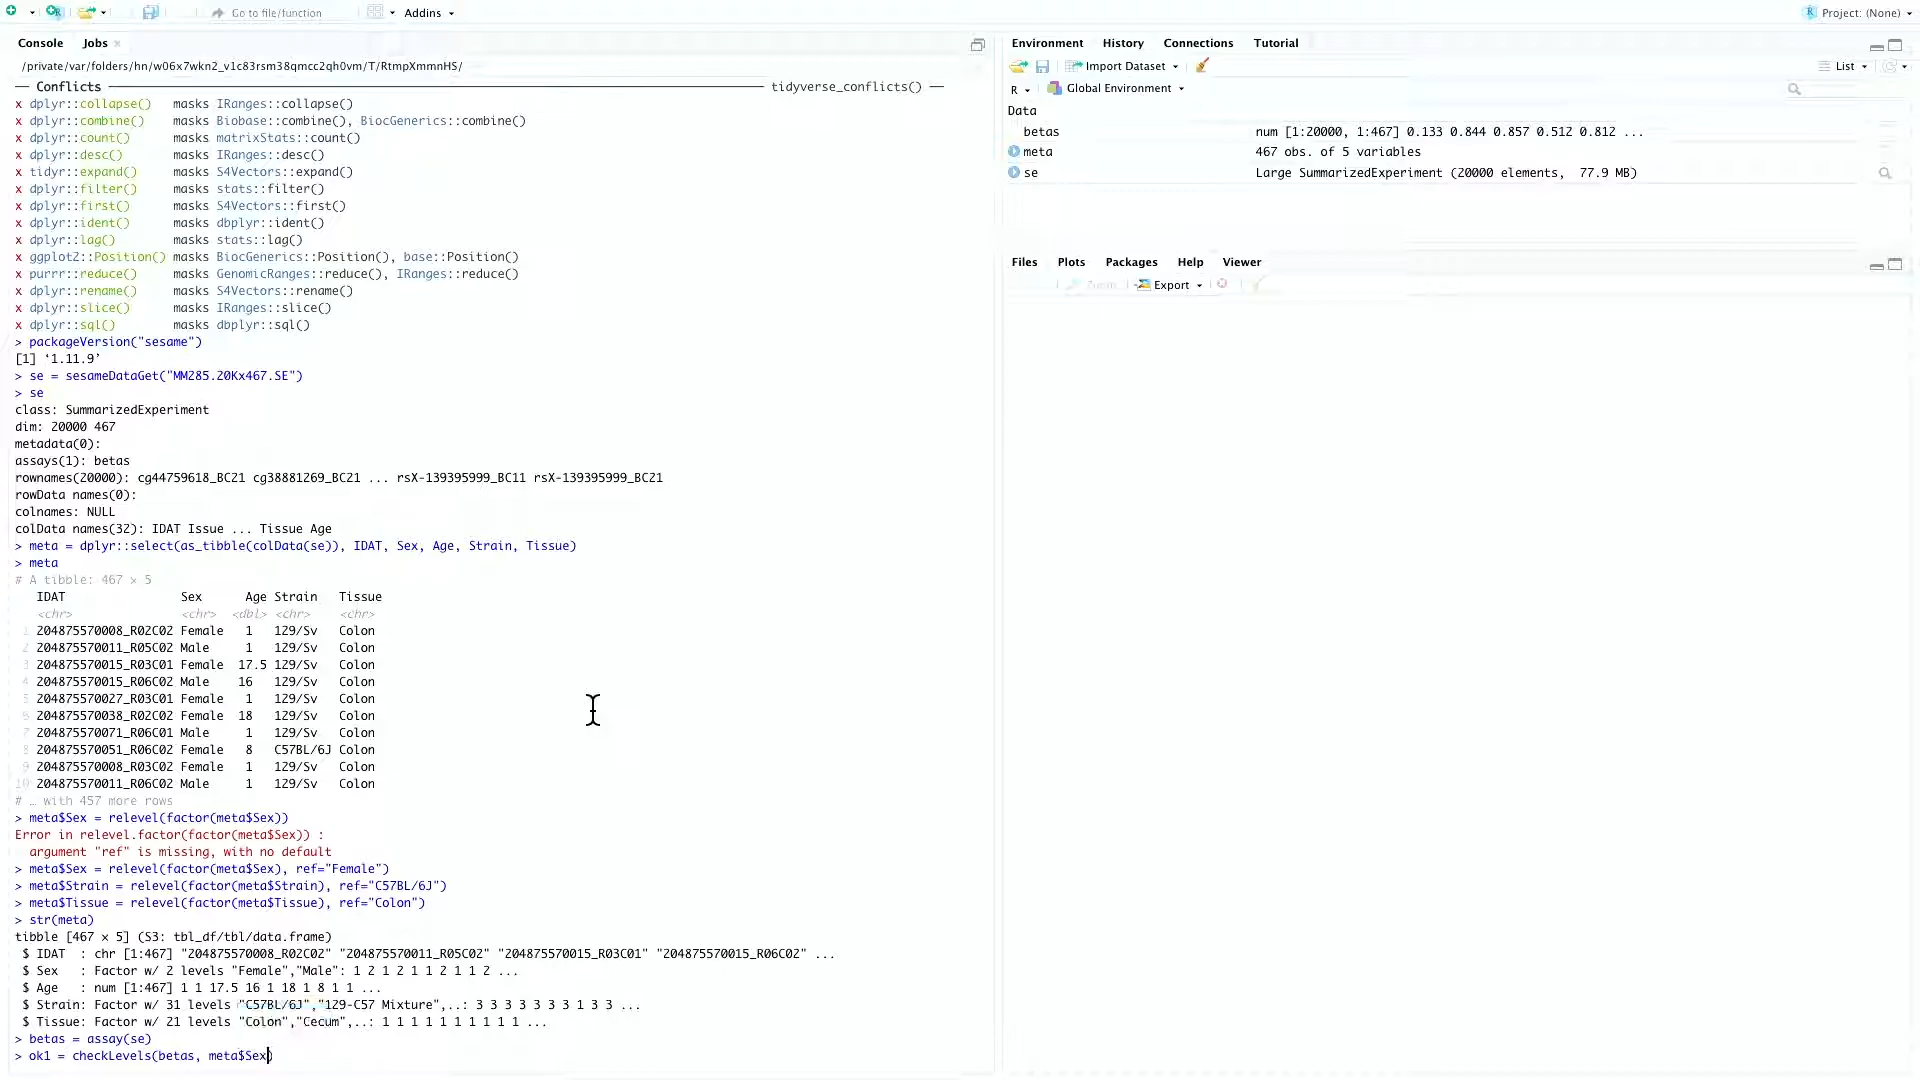 Go to file/function
Addins
Project: (None)
Console Jobs
/private/var/folders/hn/w06x7wkn2_v1c83rsm38qmcc2qh0vm/T/RtmpXmmnHS/
── Conflicts ── tidyverse_conflicts() ──
x dplyr::collapse() masks IRanges::collapse()
x dplyr::combine() masks Biobase::combine(), BiocGenerics::combine()
x dplyr::count() masks matrixStats::count()
x dplyr::desc() masks IRanges::desc()
x tidyr::expand() masks S4Vectors::expand()
x dplyr::filter() masks stats::filter()
x dplyr::first() masks S4Vectors::first()
x dplyr::ident() masks dbplyr::ident()
x dplyr::lag() masks stats::lag()
x ggplot2::Position() masks BiocGenerics::Position(), base::Position()
x purrr::reduce() masks GenomicRanges::reduce(), IRanges::reduce()
x dplyr::rename() masks S4Vectors::rename()
x dplyr::slice() masks IRanges::slice()
x dplyr::sql() masks dbplyr::sql()
> packageVersion("sesame")
[1] ‘1.11.9’
> se = sesameDataGet("MM285.20Kx467.SE")
> se
class: SummarizedExperiment
dim: 20000 467
metadata(0):
assays(1): betas
rownames(20000): cg44759618_BC21 cg38881269_BC21 ... rsX-139395999_BC11 rsX-139395999_BC21
rowData names(0):
colnames: NULL
colData names(32): IDAT Issue ... Tissue Age
> meta = dplyr::select(as_tibble(colData(se)), IDAT, Sex, Age, Strain, Tissue)
> meta
# A tibble: 467 × 5
IDAT Sex Age Strain Tissue
<chr> <chr> <dbl> <chr> <chr>
1 204875570008_R02C02 Female 1 129/Sv Colon
2 204875570011_R05C02 Male 1 129/Sv Colon
3 204875570015_R03C01 Female 17.5 129/Sv Colon
4 204875570015_R06C02 Male 16 129/Sv Colon
5 204875570027_R03C01 Female 1 129/Sv Colon
6 204875570038_R02C02 Female 18 129/Sv Colon
7 204875570071_R06C01 Male 1 129/Sv Colon
8 204875570051_R06C02 Female 8 C57BL/6J Colon
9 204875570008_R03C02 Female 1 129/Sv Colon
10 204875570011_R06C02 Male 1 129/Sv Colon
# … with 457 more rows
> meta$Sex = relevel(factor(meta$Sex))
Error in relevel.factor(factor(meta$Sex)) :
argument "ref" is missing, with no default
> meta$Sex = relevel(factor(meta$Sex), ref="Female")
> meta$Strain = relevel(factor(meta$Strain), ref="C57BL/6J")
> meta$Tissue = relevel(factor(meta$Tissue), ref="Colon")
> str(meta)
tibble [467 × 5] (S3: tbl_df/tbl/data.frame)
$ IDAT : chr [1:467] "204875570008_R02C02" "204875570011_R05C02" "204875570015_R03C01" "204875570015_R06C02" ...
$ Sex : Factor w/ 2 levels "Female","Male": 1 2 1 2 1 1 2 1 1 2 ...
$ Age : num [1:467] 1 1 17.5 16 1 18 1 8 1 1 ...
$ Strain: Factor w/ 31 levels "C57BL/6J","129-C57 Mixture",..: 3 3 3 3 3 3 3 1 3 3 ...
$ Tissue: Factor w/ 21 levels "Colon","Cecum",..: 1 1 1 1 1 1 1 1 1 1 ...
> betas = assay(se)
> ok1 = checkLevels(betas, meta$Sex)
Environment History Connections Tutorial
Import Dataset List
R Global Environment
Data
betas num [1:20000, 1:467] 0.133 0.844 0.857 0.512 0.812 ...
meta 467 obs. of 5 variables
se Large SummarizedExperiment (20000 elements, 77.9 MB)
Files Plots Packages Help Viewer
Zoom Export